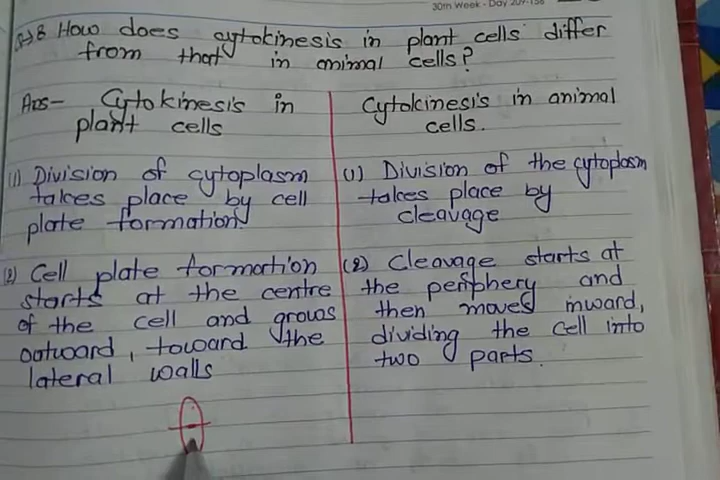 30th Week - Day 209-156
Q.8 How does cytokinesis in plant cells differ
from that in animal cells?
Ans- Cytokinesis in
plant cells
(1) Division of cytoplasm
takes place by cell
plate formation.
(2) Cell plate formation
starts at the centre
of the cell and grows
outward, toward the
lateral walls
Cytokinesis in animal
cells.
(1) Division of the cytoplasm
takes place by
cleavage
(2) Cleavage starts at
the periphery and
then moves inward,
dividing the cell into
two parts.